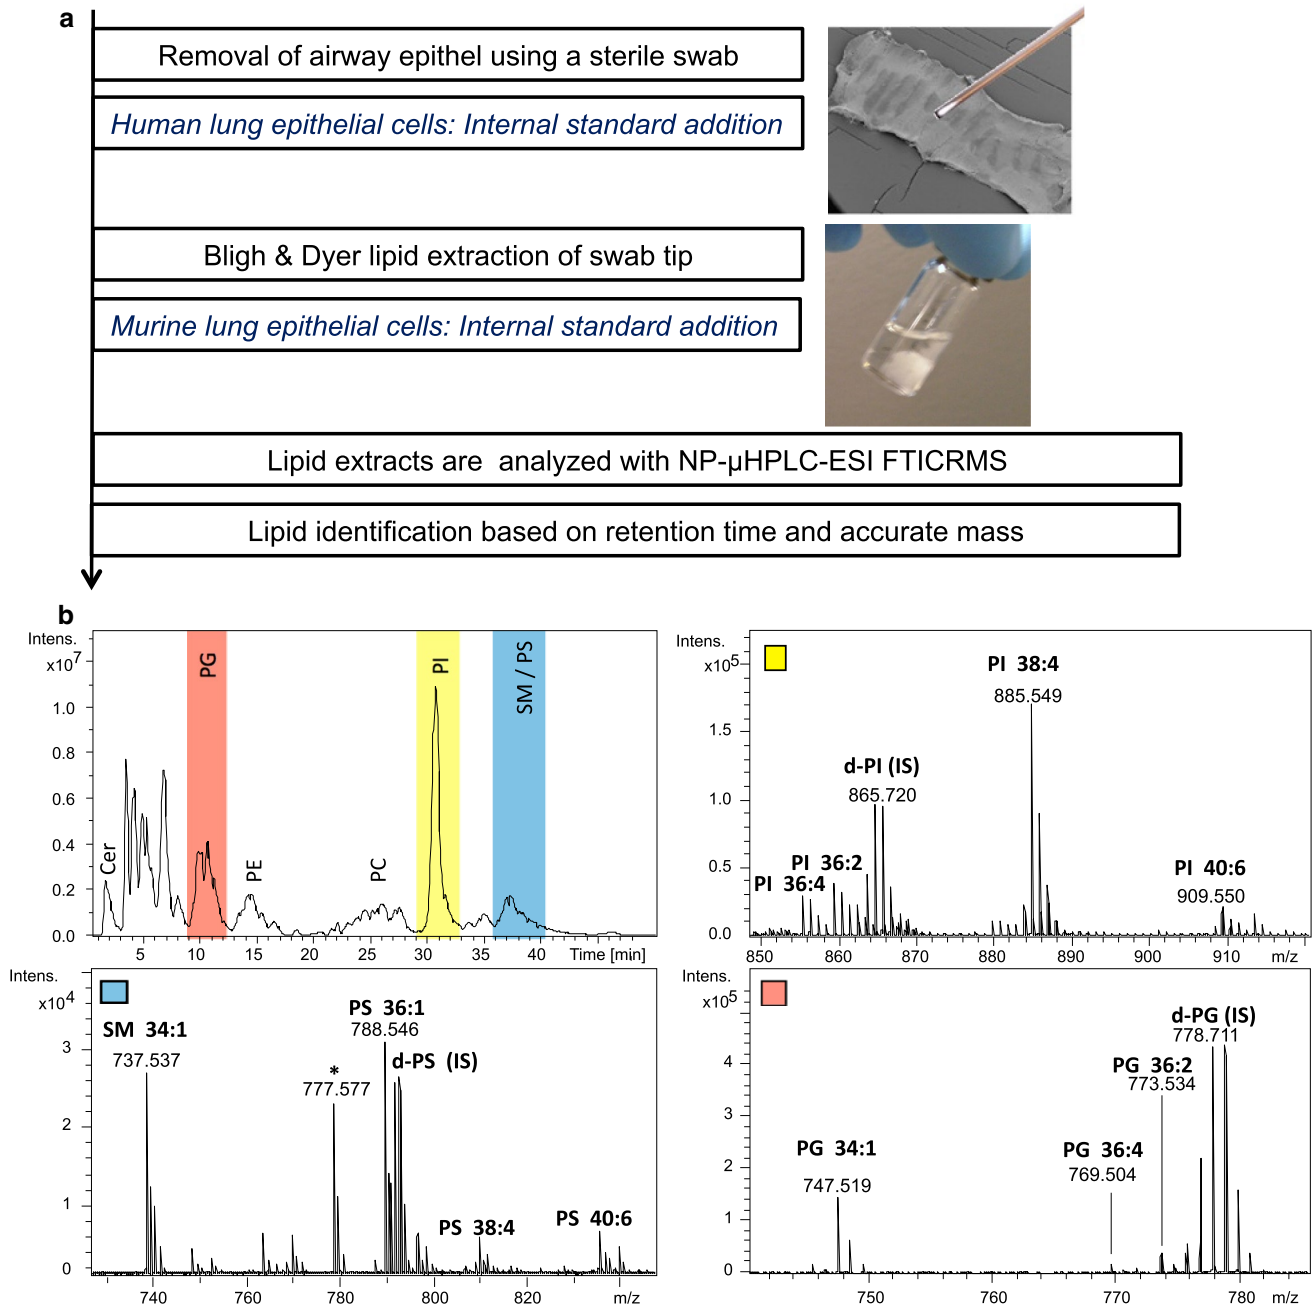 a
Removal of airway epithel using a sterile swab
Human lung epithelial cells: Internal standard addition
Bligh & Dyer lipid extraction of swab tip
Murine lung epithelial cells: Internal standard addition
Lipid extracts are analyzed with NP-µHPLC-ESI FTICRMS
Lipid identification based on retention time and accurate mass
b
Intens.
x10⁷
1.0
0.8
0.6
0.4
0.2
0.0
Cer
PG
PE
PC
PI
SM / PS
5 10 15 20 25 30 35 40 Time [min]
Intens.
x10⁵
1.5
1.0
0.5
0.0
PI 38:4
885.549
d-PI (IS)
865.720
PI 36:2
PI 36:4
PI 40:6
909.550
850 860 870 880 890 900 910 m/z
Intens.
x10⁴
3
2
1
0
SM 34:1
737.537
*
777.577
PS 36:1
788.546
d-PS (IS)
PS 38:4
PS 40:6
740 760 780 800 820 m/z
Intens.
x10⁵
4
3
2
1
0
d-PG (IS)
778.711
PG 36:2
773.534
PG 36:4
769.504
PG 34:1
747.519
750 760 770 780 m/z